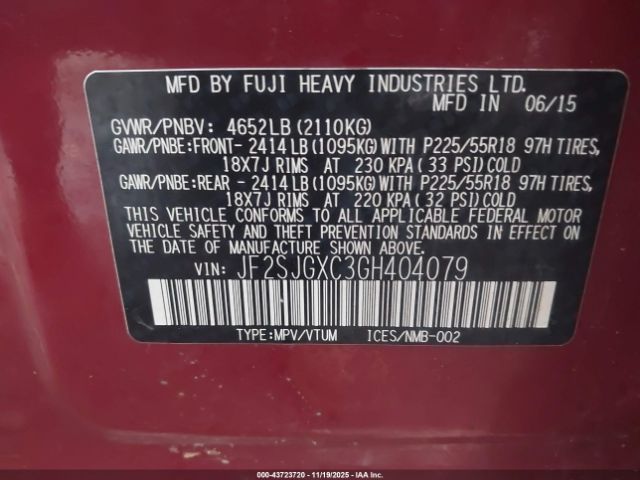 MFD BY FUJI HEAVY INDUSTRIES LTD.
MFD IN 06/15
GVWR/PNBV: 4652LB (2110KG)
GAWR/PNBE:FRONT- 2414 LB (1095KG) WITH P225/55R18 97H TIRES,
18X7J RIMS AT 230 KPA ( 33 PSI) COLD
GAWR/PNBE:REAR - 2414 LB (1095KG) WITH P225/55R18 97H TIRES,
18X7J RIMS AT 220 KPA ( 32 PSI) COLD
THIS VEHICLE CONFORMS TO ALL APPLICABLE FEDERAL MOTOR
VEHICLE SAFETY AND THEFT PREVENTION STANDARDS
IN EFFECT ON THE DATE OF MANUFACTURE SHOWN ABOVE.
VIN: JF2SJGXC3GH404079
TYPE:MPV/VTUM ICES/NMB-002
000-43723720 - 11/19/2025 - IAAI.COM